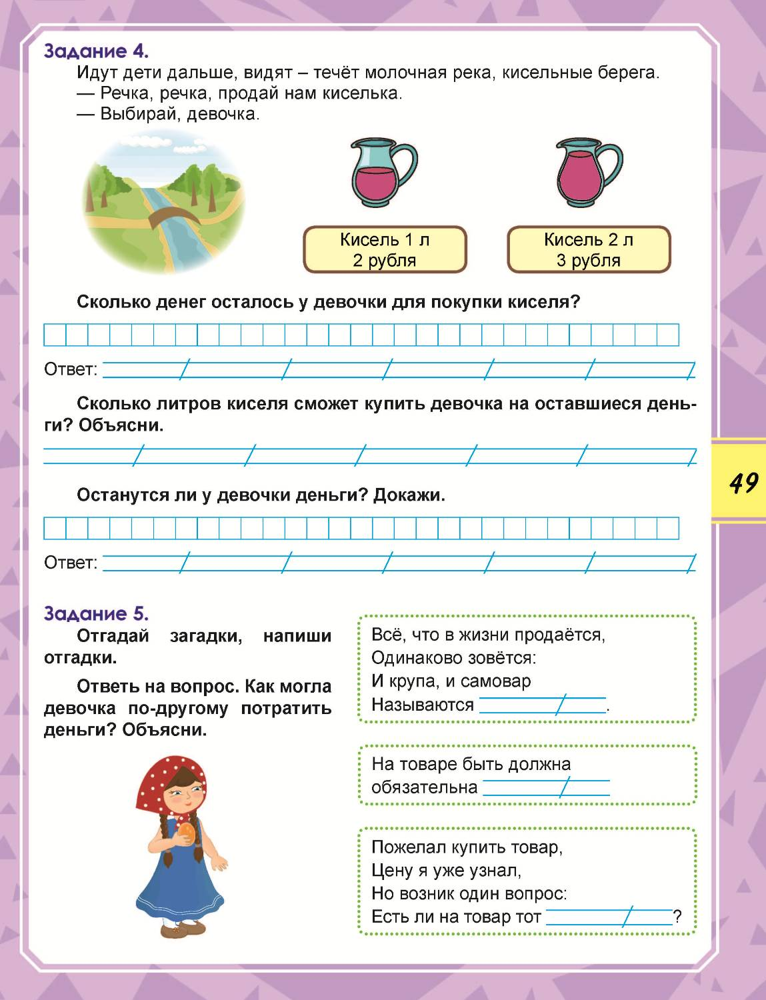 Задание 4.
Идут дети дальше, видят – течёт молочная река, кисельные берега.
— Речка, речка, продай нам киселька.
— Выбирай, девочка.
Кисель 1 л
2 рубля
Кисель 2 л
3 рубля
Сколько денег осталось у девочки для покупки киселя?
Ответ:
Сколько литров киселя сможет купить девочка на оставшиеся день-
ги? Объясни.
49
Останутся ли у девочки деньги? Докажи.
Ответ:
Задание 5.
Отгадай загадки, напиши
отгадки.
Ответь на вопрос. Как могла
девочка по-другому потратить
деньги? Объясни.
Всё, что в жизни продаётся,
Одинаково зовётся:
И крупа, и самовар
Называются .
На товаре быть должна
обязательна
Пожелал купить товар,
Цену я уже узнал,
Но возник один вопрос:
Есть ли на товар тот ?